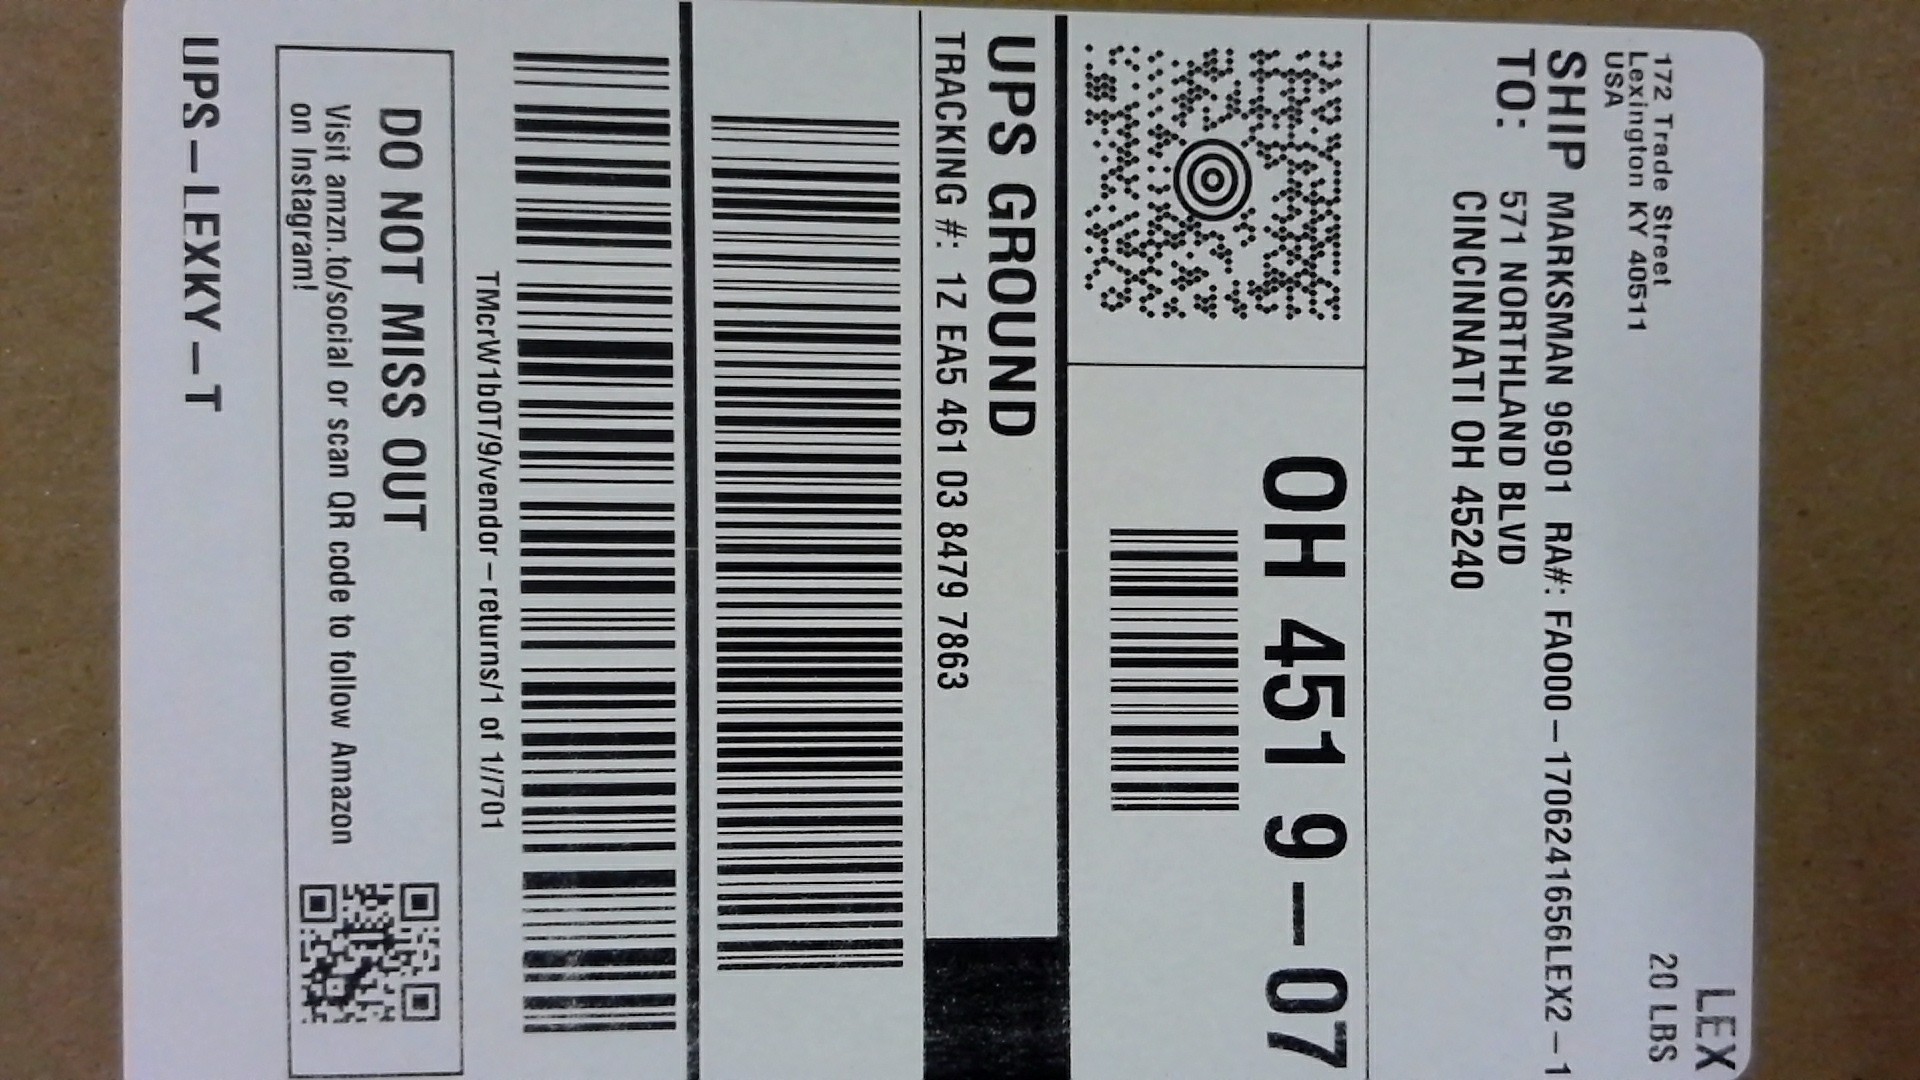 LEX
20 LBS
172 Trade Street
Lexington KY 40511
USA
SHIP
TO:
MARKSMAN 96901 RA#: FA000-1706241656LEX2-1
571 NORTHLAND BLVD
CINCINNATI OH 45240
OH 451 9-07
UPS GROUND
TRACKING #: 1Z EA5 461 03 8479 7863
TMcrW1b0T/9/vendor-returns/1 of 1//701
DO NOT MISS OUT
Visit amzn.to/social or scan QR code to follow Amazon
on Instagram!
UPS-LEXKY-T